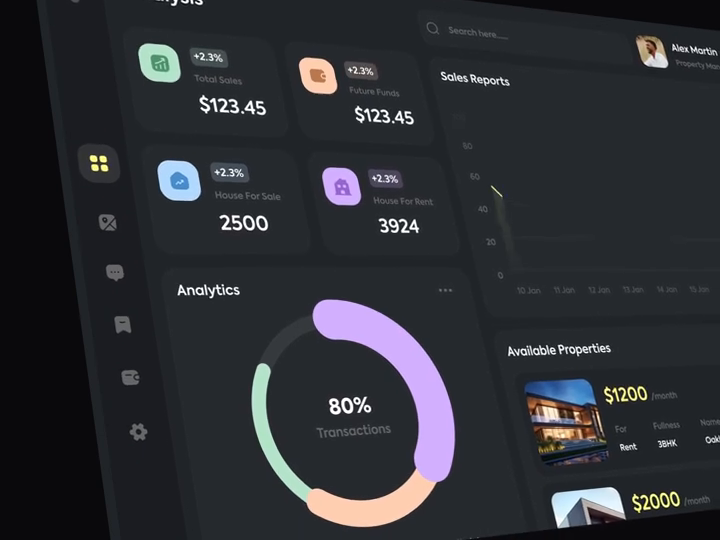 Search here.....
Alex Martin
Property
+2.3%
Total Sales
$123.45
+2.3%
Future Funds
$123.45
Sales Reports
80
60
40
20
0
10 Jan
11 Jan
12 Jan
13 Jan
14 Jan
15 Jan
+2.3%
House For Sale
2500
+2.3%
House For Rent
3924
Analytics
80%
Transactions
Available Properties
$1200 /month
For
Fullness
Name
Rent
3BHK
$2000 /month